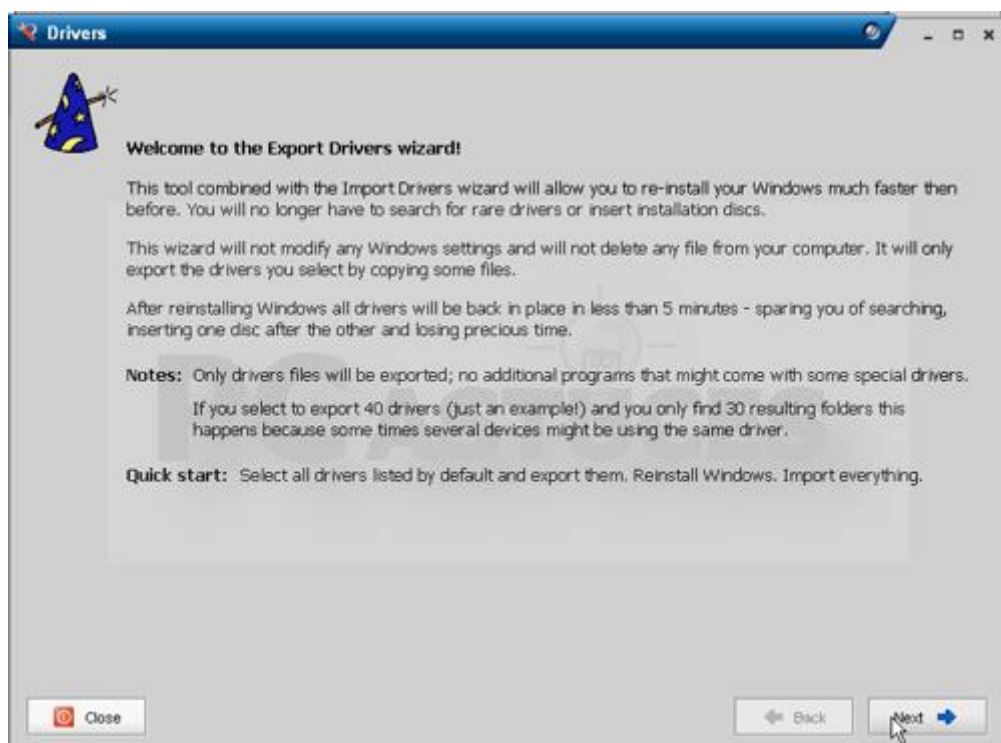 Drivers
Welcome to the Export Drivers wizard!
This tool combined with the Import Drivers wizard will allow you to re-install your Windows much faster then
before. You will no longer have to search for rare drivers or insert installation discs.
This wizard will not modify any Windows settings and will not delete any file from your computer. It will only
export the drivers you select by copying some files.
After reinstalling Windows all drivers will be back in place in less than 5 minutes - sparing you of searching,
inserting one disc after the other and losing precious time.
Notes: Only drivers files will be exported; no additional programs that might come with some special drivers.
If you select to export 40 drivers (just an example!) and you only find 30 resulting folders this
happens because some times several devices might be using the same driver.
Quick start: Select all drivers listed by default and export them. Reinstall Windows. Import everything.
PC ASTUCES
Close
Back
Next